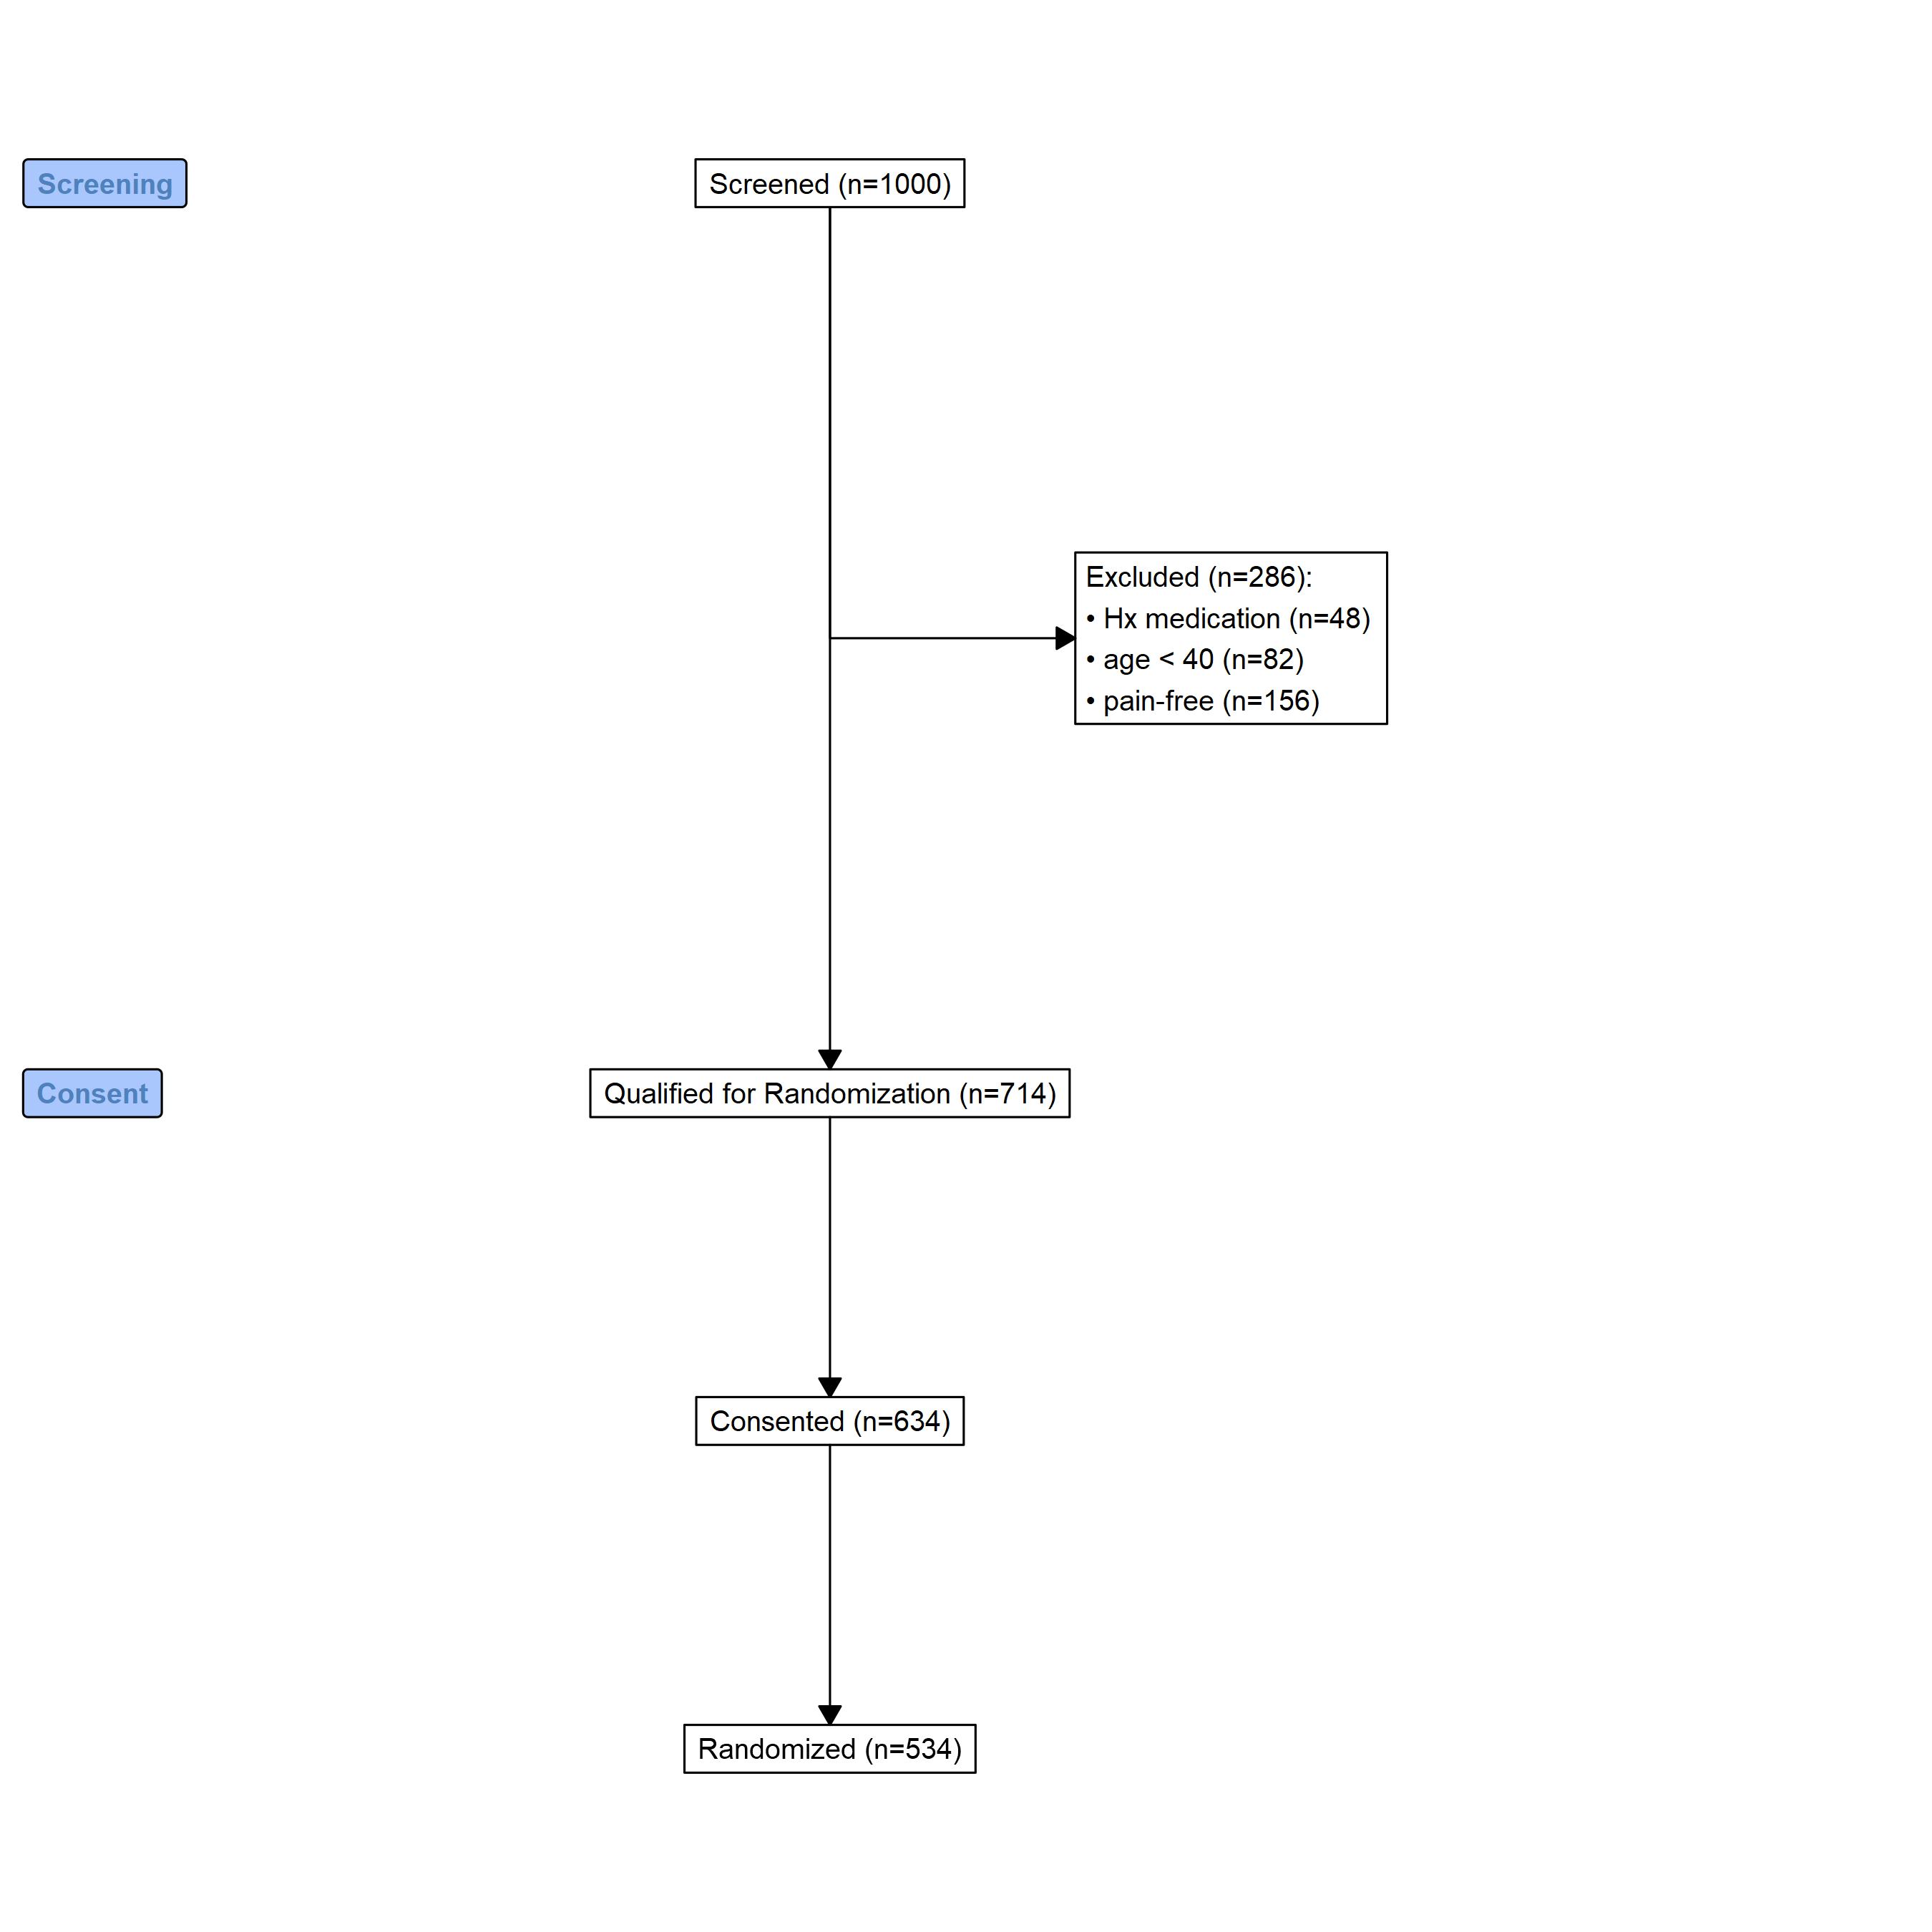 Screening
Screened (n=1000)
Excluded (n=286):
• Hx medication (n=48)
• age < 40 (n=82)
• pain-free (n=156)
Consent
Qualified for Randomization (n=714)
Consented (n=634)
Randomized (n=534)